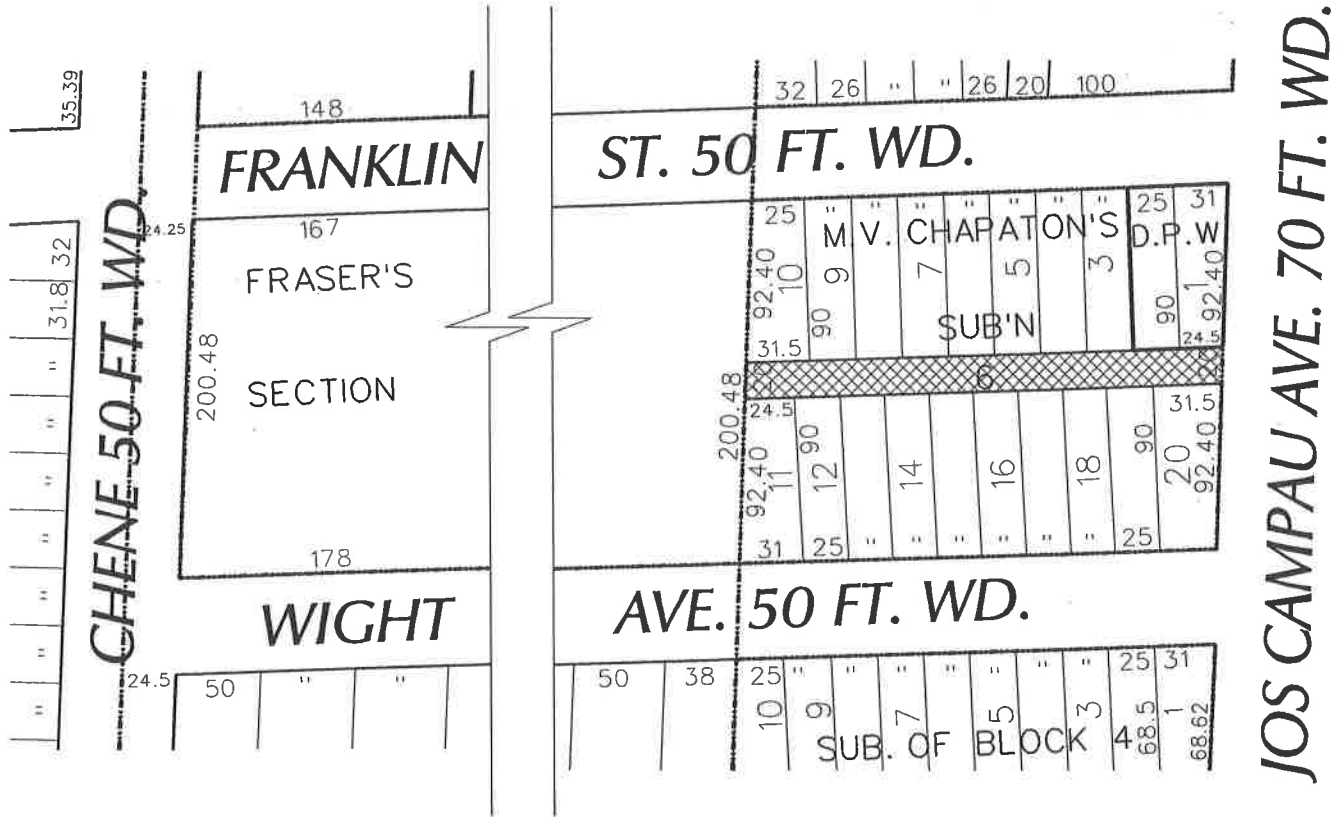 35.39
148
32 26 " " 26 20 100
FRANKLIN ST. 50 FT. WD.
24.25
167
25 " " " " " " " 25 31
M.V. CHAPATON'S D.P.W
FRASER'S
SECTION
92.40 10 9 7 5 3 1 92.40
90 90
SUB'N
31.5 24.5
200.48
200.48
20 6 20
24.5 31.5
90 90
92.40 11 12 14 16 18 20 92.40
31 25 " " " " " " 25
178
32
31.8
"
"
"
"
"
"
"
CHENE 50 FT. WD.
WIGHT AVE. 50 FT. WD.
24.5
50 " " 50 38
25 " " " " " " " 25 31
10 9 7 5 3 1
SUB. OF BLOCK 4
68.5 68.62
JOS CAMPAU AVE. 70 FT. WD.